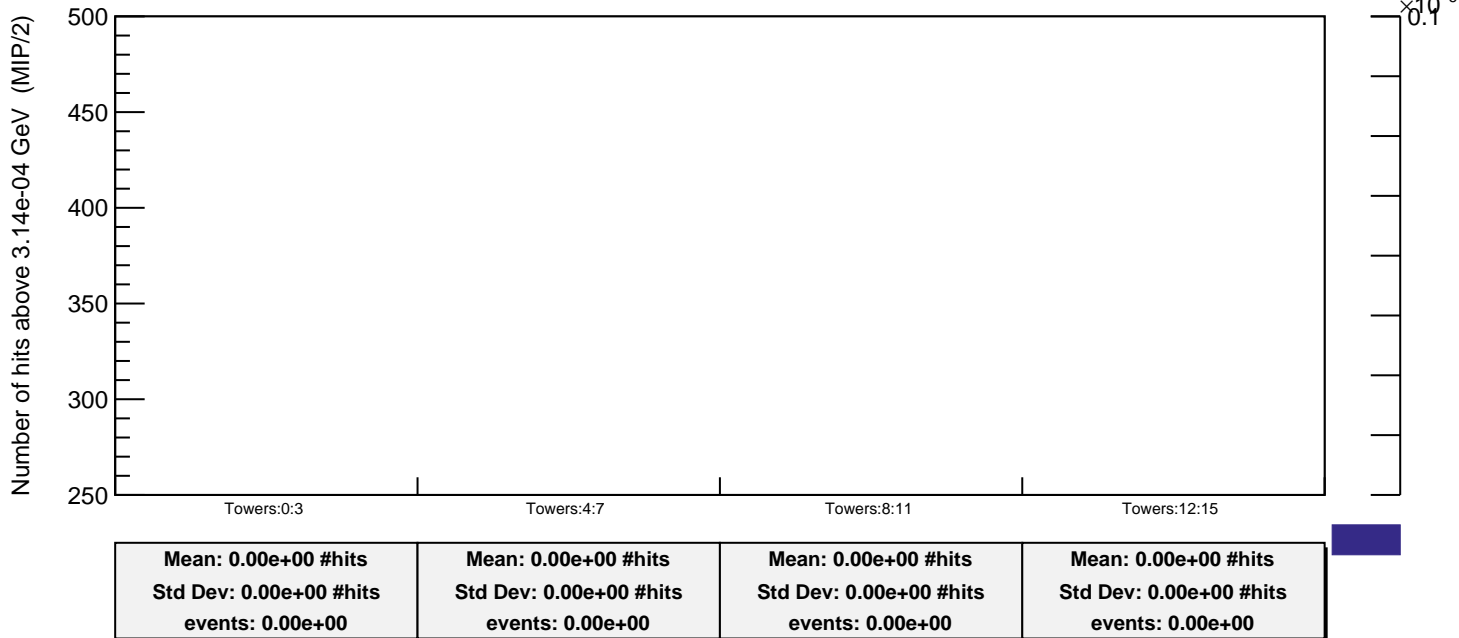 Number of hits above 3.14e-04 GeV (MIP/2)
500
450
400
350
300
250
Towers:0:3
Towers:4:7
Towers:8:11
Towers:12:15
0.1
Mean: 0.00e+00 #hits
Std Dev: 0.00e+00 #hits
events: 0.00e+00
Mean: 0.00e+00 #hits
Std Dev: 0.00e+00 #hits
events: 0.00e+00
Mean: 0.00e+00 #hits
Std Dev: 0.00e+00 #hits
events: 0.00e+00
Mean: 0.00e+00 #hits
Std Dev: 0.00e+00 #hits
events: 0.00e+00